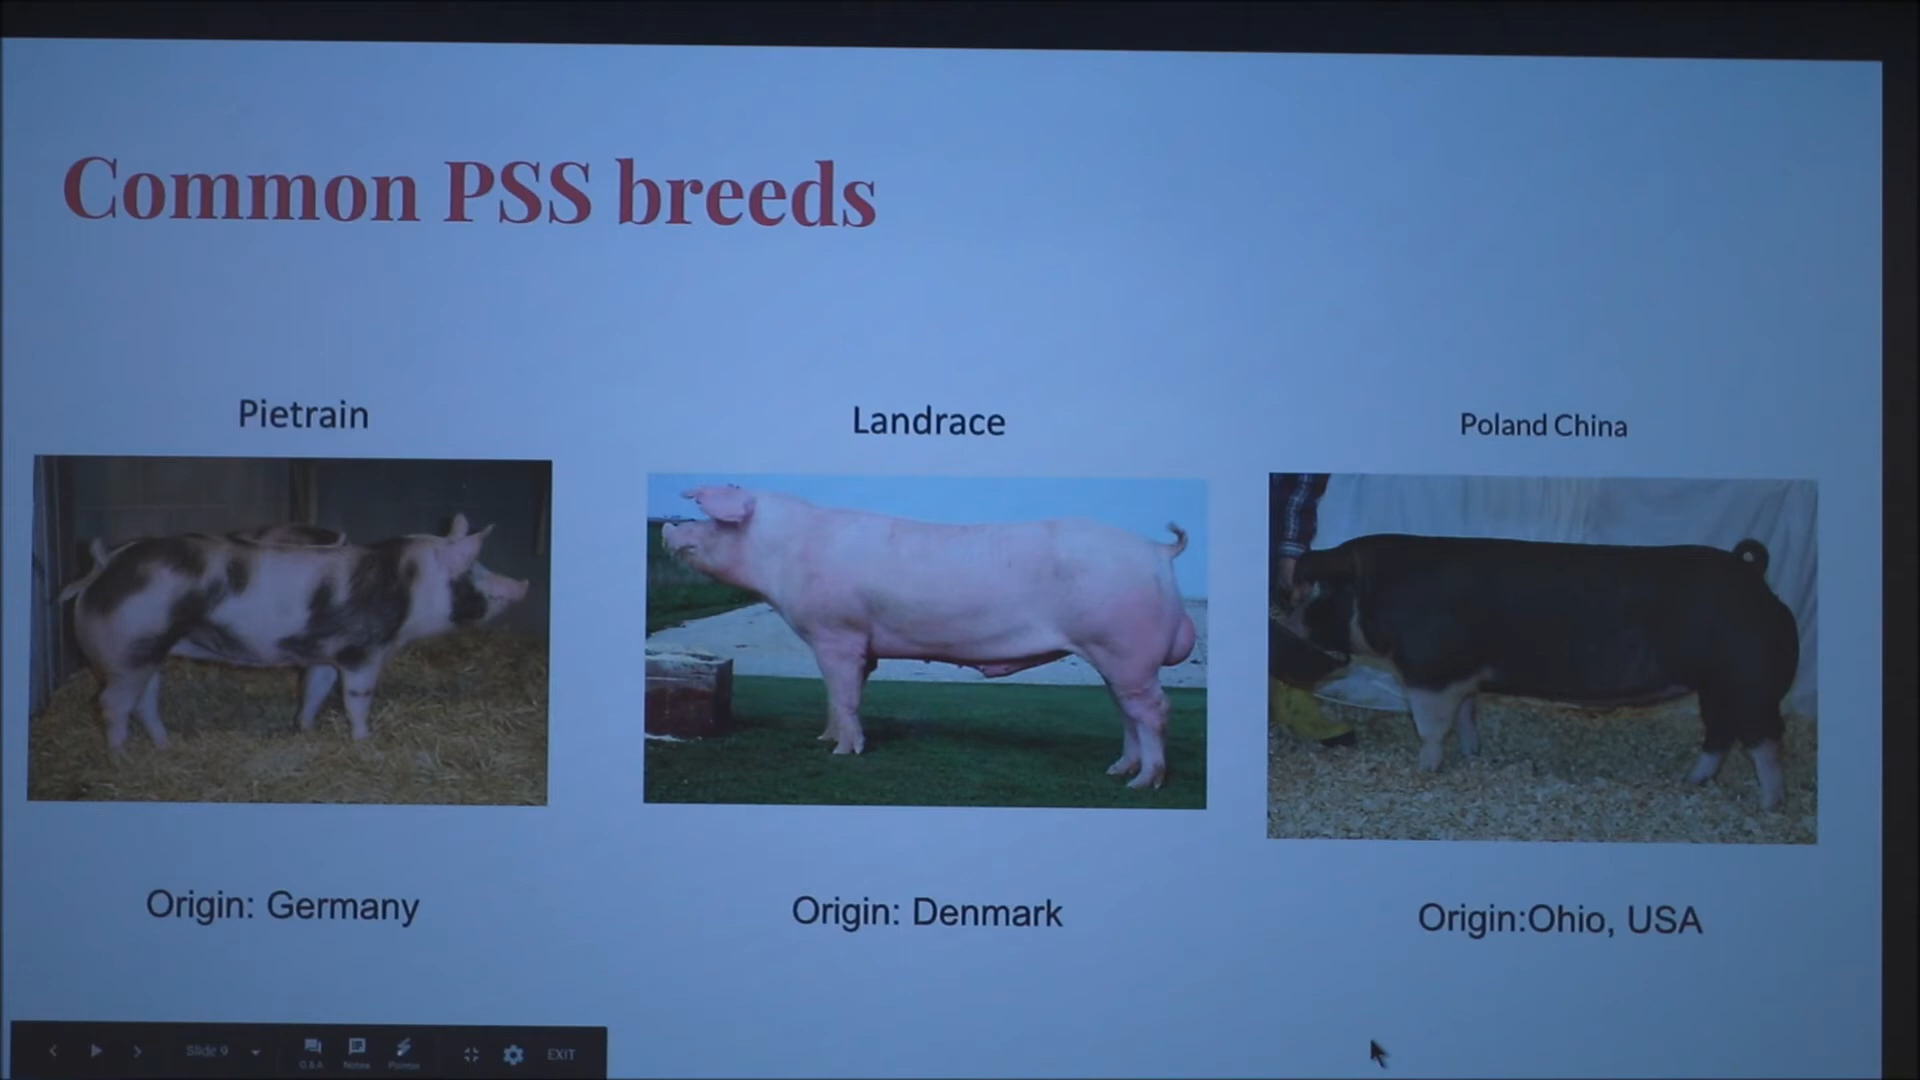 Common PSS breeds
Pietrain
Landrace
Poland China
Origin: Germany
Origin: Denmark
Origin:Ohio, USA
Slide 9
Q&A
Notes
Pointer
EXIT